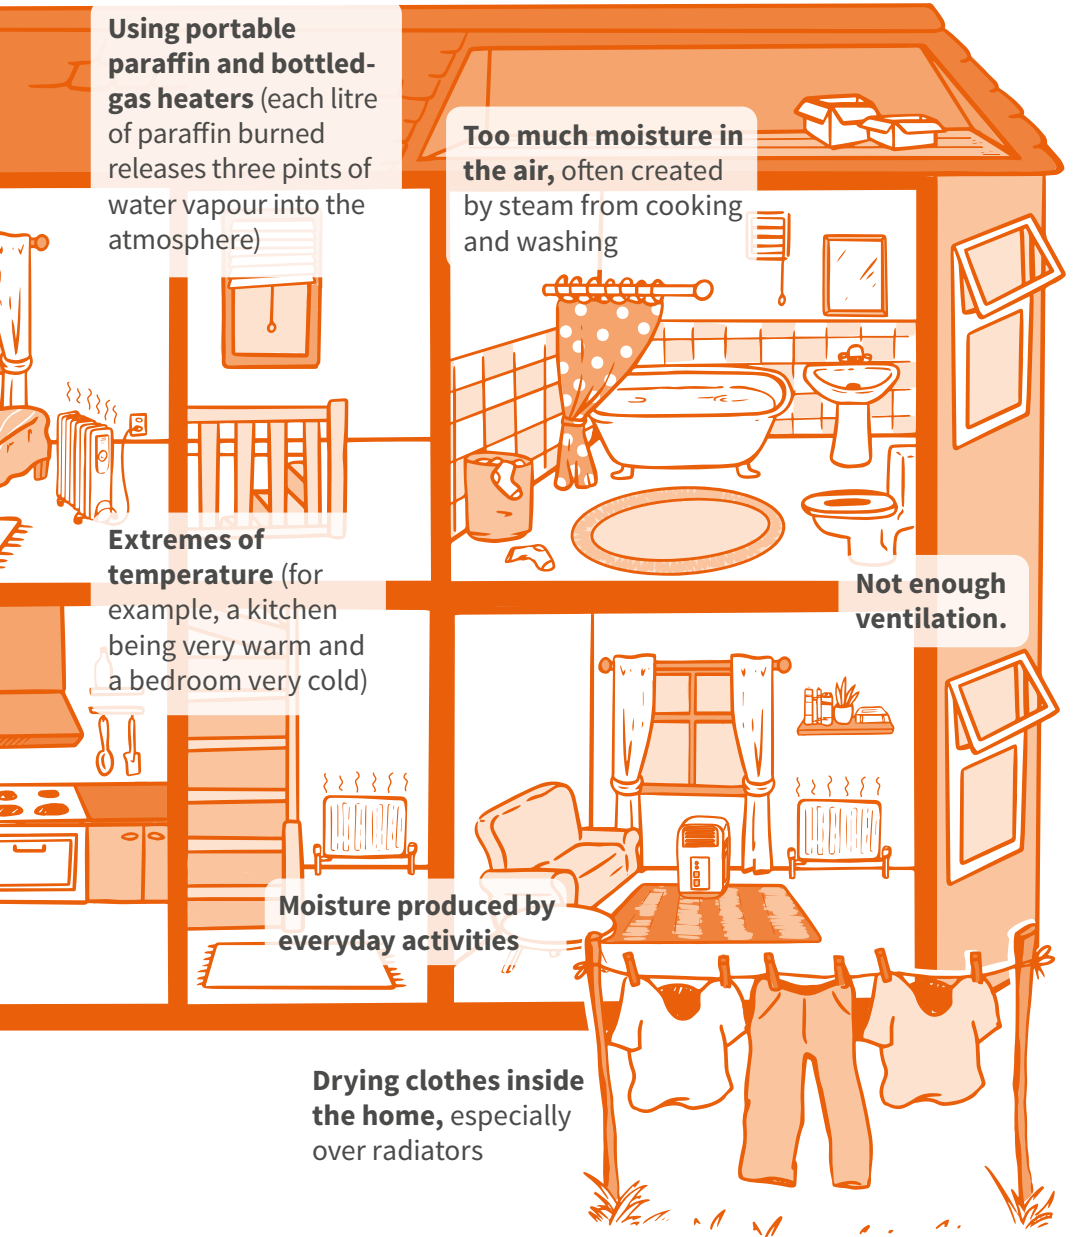 Using portable
paraffin and bottled-
gas heaters (each litre
of paraffin burned
releases three pints of
water vapour into the
atmosphere)
Too much moisture in
the air, often created
by steam from cooking
and washing
Extremes of
temperature (for
example, a kitchen
being very warm and
a bedroom very cold)
Not enough
ventilation.
Moisture produced by
everyday activities
Drying clothes inside
the home, especially
over radiators